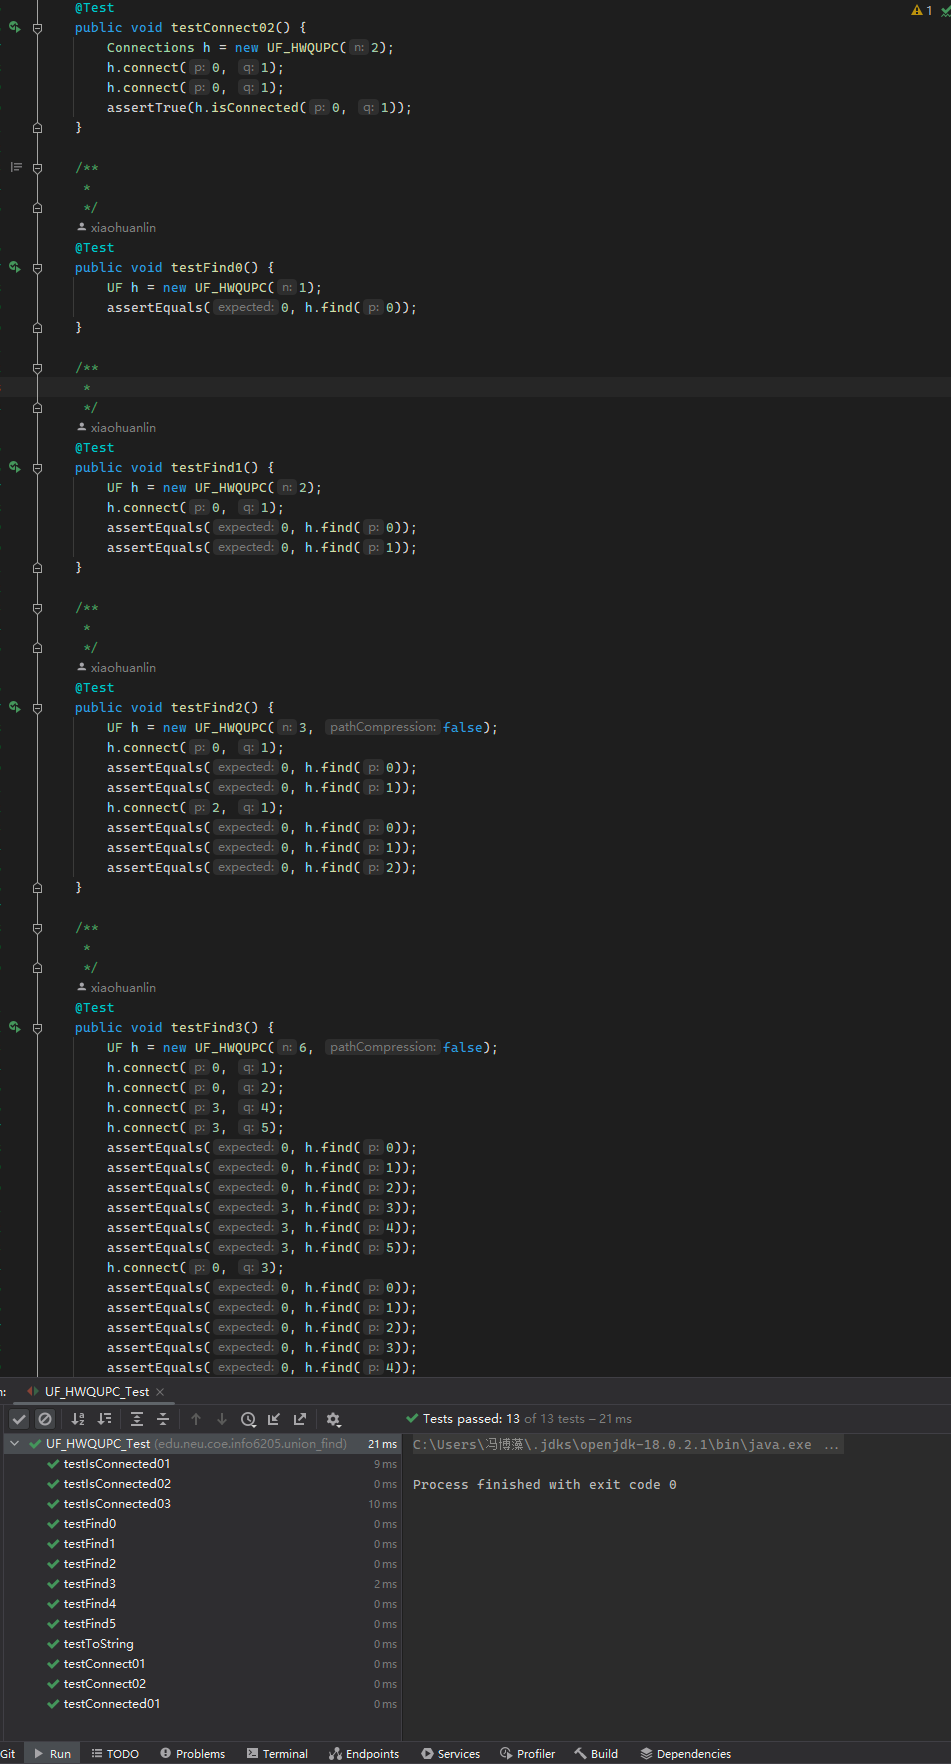 @Test
1
public void testConnect02() {
Connections h = new UF_HWQUPC( n: 2);
h.connect( p: 0, q: 1);
h.connect( p: 0, q: 1);
assertTrue(h.isConnected( p: 0, q: 1));
}
/**
*
*/
xiaohuanlin
@Test
public void testFind0() {
UF h = new UF_HWQUPC( n: 1);
assertEquals( expected: 0, h.find( p: 0));
}
/**
*
*/
xiaohuanlin
@Test
public void testFind1() {
UF h = new UF_HWQUPC( n: 2);
h.connect( p: 0, q: 1);
assertEquals( expected: 0, h.find( p: 0));
assertEquals( expected: 0, h.find( p: 1));
}
/**
*
*/
xiaohuanlin
@Test
public void testFind2() {
UF h = new UF_HWQUPC( n: 3, pathCompression: false);
h.connect( p: 0, q: 1);
assertEquals( expected: 0, h.find( p: 0));
assertEquals( expected: 0, h.find( p: 1));
h.connect( p: 2, q: 1);
assertEquals( expected: 0, h.find( p: 0));
assertEquals( expected: 0, h.find( p: 1));
assertEquals( expected: 0, h.find( p: 2));
}
/**
*
*/
xiaohuanlin
@Test
public void testFind3() {
UF h = new UF_HWQUPC( n: 6, pathCompression: false);
h.connect( p: 0, q: 1);
h.connect( p: 0, q: 2);
h.connect( p: 3, q: 4);
h.connect( p: 3, q: 5);
assertEquals( expected: 0, h.find( p: 0));
assertEquals( expected: 0, h.find( p: 1));
assertEquals( expected: 0, h.find( p: 2));
assertEquals( expected: 3, h.find( p: 3));
assertEquals( expected: 3, h.find( p: 4));
assertEquals( expected: 3, h.find( p: 5));
h.connect( p: 0, q: 3);
assertEquals( expected: 0, h.find( p: 0));
assertEquals( expected: 0, h.find( p: 1));
assertEquals( expected: 0, h.find( p: 2));
assertEquals( expected: 0, h.find( p: 3));
assertEquals( expected: 0, h.find( p: 4));
UF_HWQUPC_Test
Tests passed: 13 of 13 tests – 21 ms
UF_HWQUPC_Test (edu.neu.coe.info6205.union_find) 21 ms
testIsConnected01 9 ms
testIsConnected02 0 ms
testIsConnected03 10 ms
testFind0 0 ms
testFind1 0 ms
testFind2 0 ms
testFind3 2 ms
testFind4 0 ms
testFind5 0 ms
testToString 0 ms
testConnect01 0 ms
testConnect02 0 ms
testConnected01 0 ms
C:\Users\冯博藻\.jdks\openjdk-18.0.2.1\bin\java.exe ...
Process finished with exit code 0
Git Run TODO Problems Terminal Endpoints Services Profiler Build Dependencies